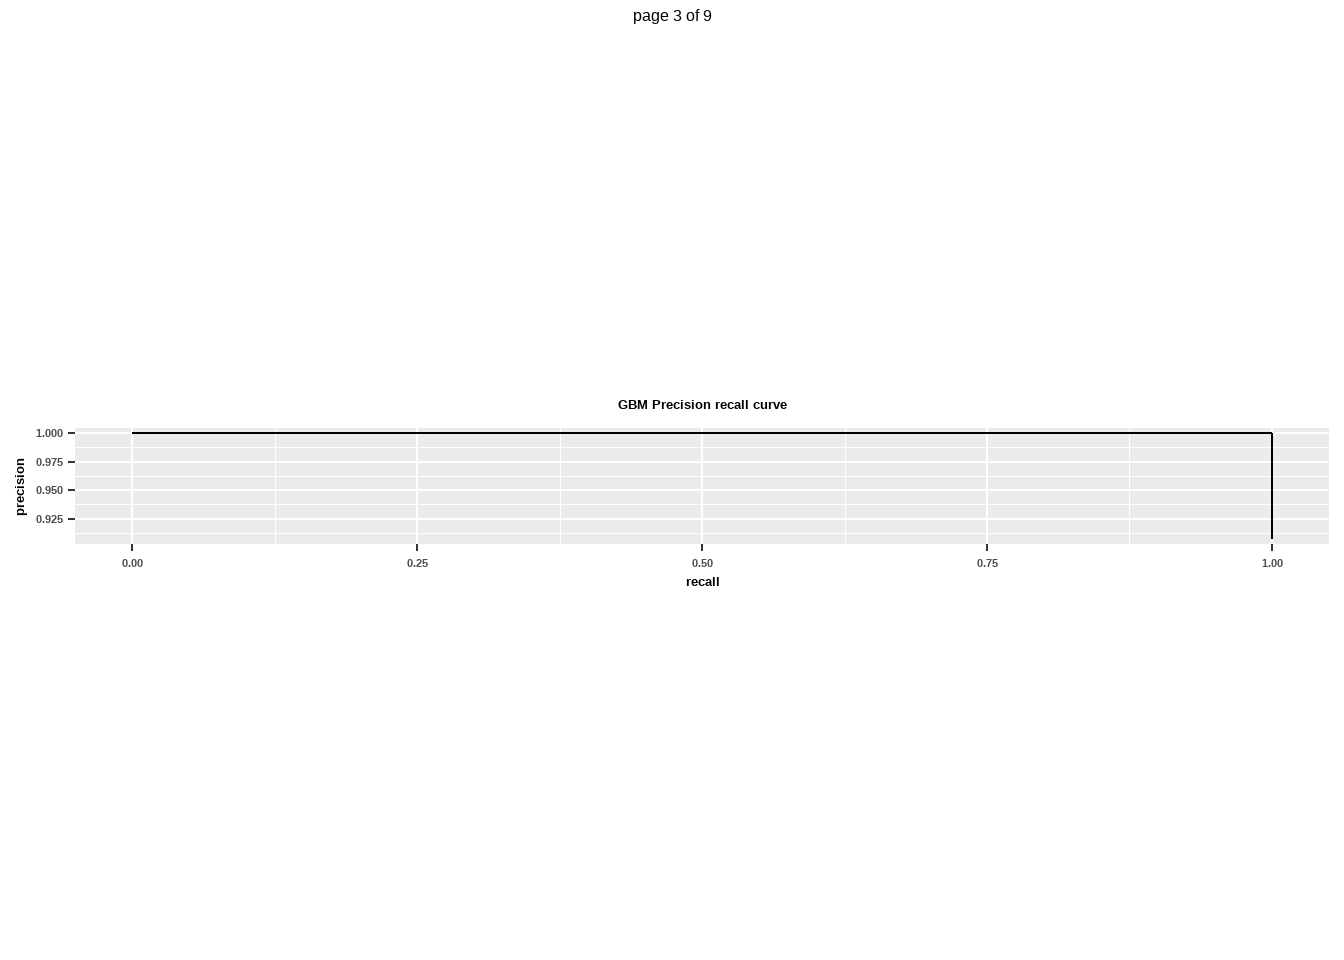 page 3 of 9
GBM Precision recall curve
precision
1.000
0.975
0.950
0.925
0.00 0.25 0.50 0.75 1.00
recall